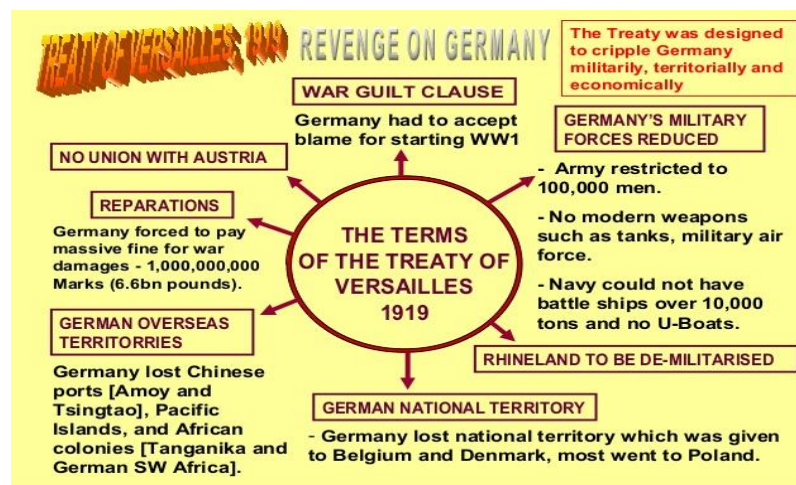 TREATY OF VERSAILLES, 1919
REVENGE ON GERMANY
The Treaty was designed
to cripple Germany
militarily, territorially and
economically
WAR GUILT CLAUSE
Germany had to accept
blame for starting WW1
GERMANY'S MILITARY
FORCES REDUCED
- Army restricted to
100,000 men.
- No modern weapons
such as tanks, military air
force.
- Navy could not have
battle ships over 10,000
tons and no U-Boats.
NO UNION WITH AUSTRIA
REPARATIONS
Germany forced to pay
massive fine for war
damages - 1,000,000,000
Marks (6.6bn pounds).
THE TERMS
OF THE TREATY OF
VERSAILLES
1919
GERMAN OVERSEAS
TERRITORRIES
Germany lost Chinese
ports [Amoy and
Tsingtao], Pacific
Islands, and African
colonies [Tanganika and
German SW Africa].
RHINELAND TO BE DE-MILITARISED
GERMAN NATIONAL TERRITORY
- Germany lost national territory which was given
to Belgium and Denmark, most went to Poland.